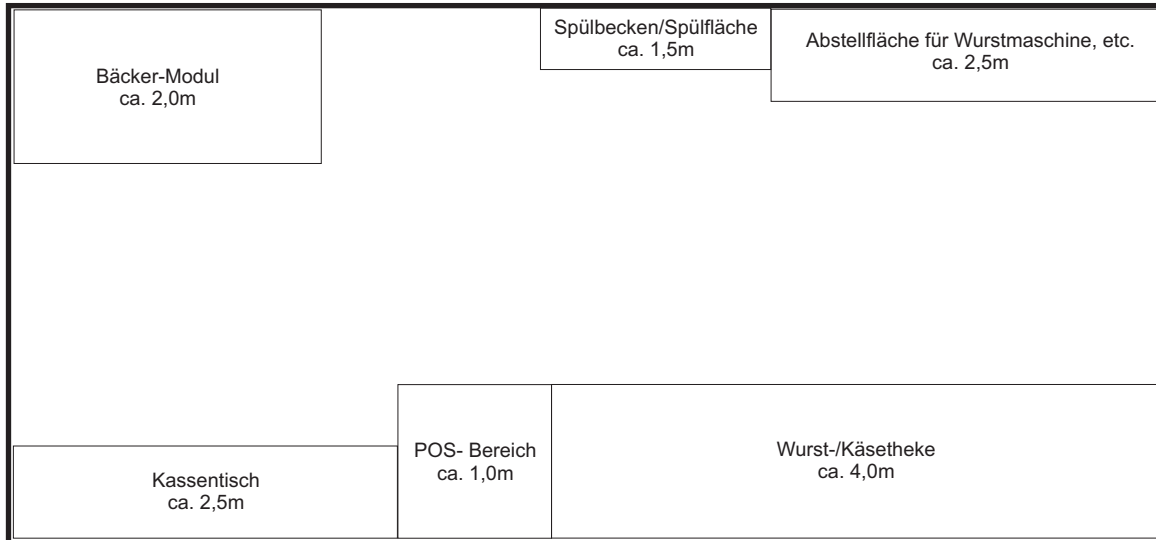 Bäcker-Modul
ca. 2,0m
Spülbecken/Spülfläche
ca. 1,5m
Abstellfläche für Wurstmaschine, etc.
ca. 2,5m
Kassentisch
ca. 2,5m
POS- Bereich
ca. 1,0m
Wurst-/Käsetheke
ca. 4,0m